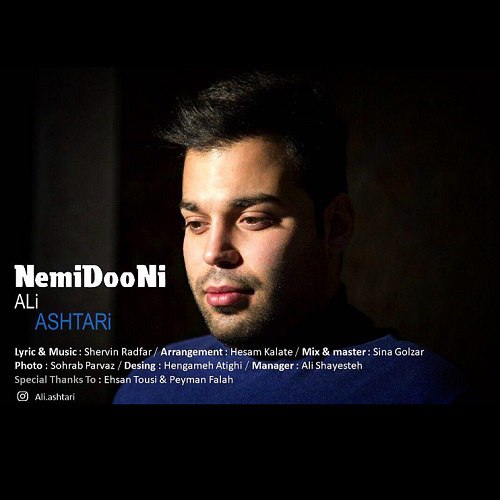 NemiDooNi
ALi
ASHTARi
Lyric & Music : Shervin Radfar / Arrangement : Hesam Kalate / Mix & master : Sina Golzar
Photo : Sohrab Parvaz / Desing : Hengameh Atighi / Manager : Ali Shayesteh
Special Thanks To : Ehsan Tousi & Peyman Falah
Ali.ashtari